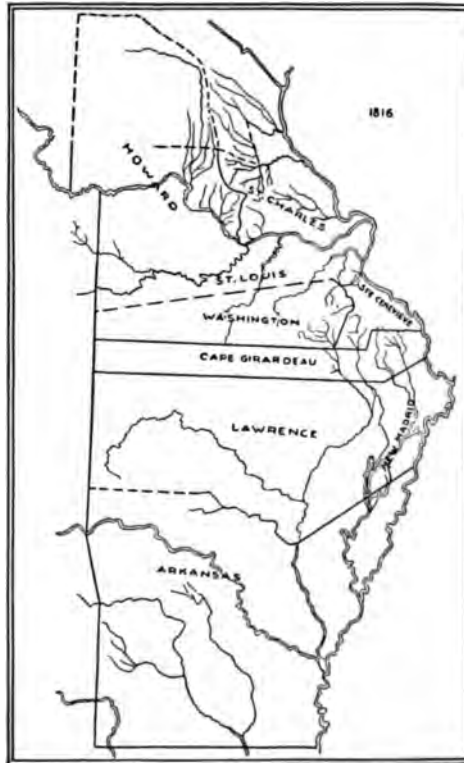 1816
HOWARD
ST. CHARLES
ST. LOUIS
STE GENEVIEVE
WASHINGTON
CAPE GIRARDEAU
NEW MADRID
LAWRENCE
ARKANSAS